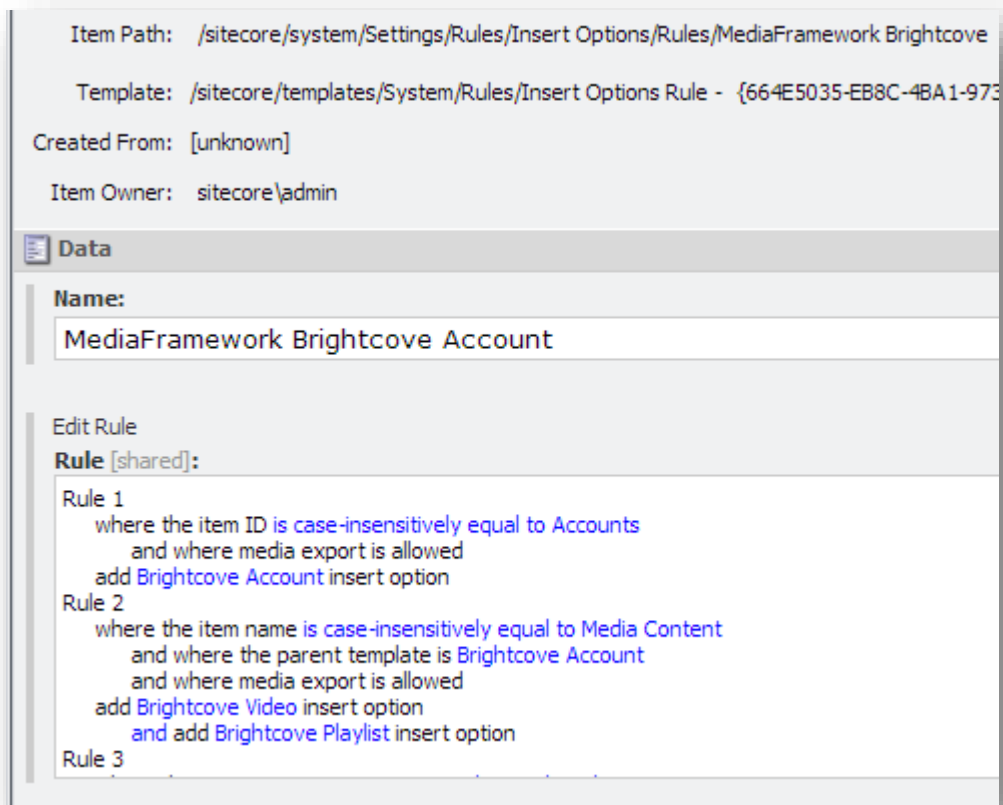 Item Path: /sitecore/system/Settings/Rules/Insert Options/Rules/MediaFramework Brightcove
Template: /sitecore/templates/System/Rules/Insert Options Rule - {664E5035-EB8C-4BA1-973
Created From: [unknown]
Item Owner: sitecore\admin
Data
Name:
MediaFramework Brightcove Account
Edit Rule
Rule [shared]:
Rule 1
where the item ID is case-insensitively equal to Accounts
and where media export is allowed
add Brightcove Account insert option
Rule 2
where the item name is case-insensitively equal to Media Content
and where the parent template is Brightcove Account
and where media export is allowed
add Brightcove Video insert option
and add Brightcove Playlist insert option
Rule 3